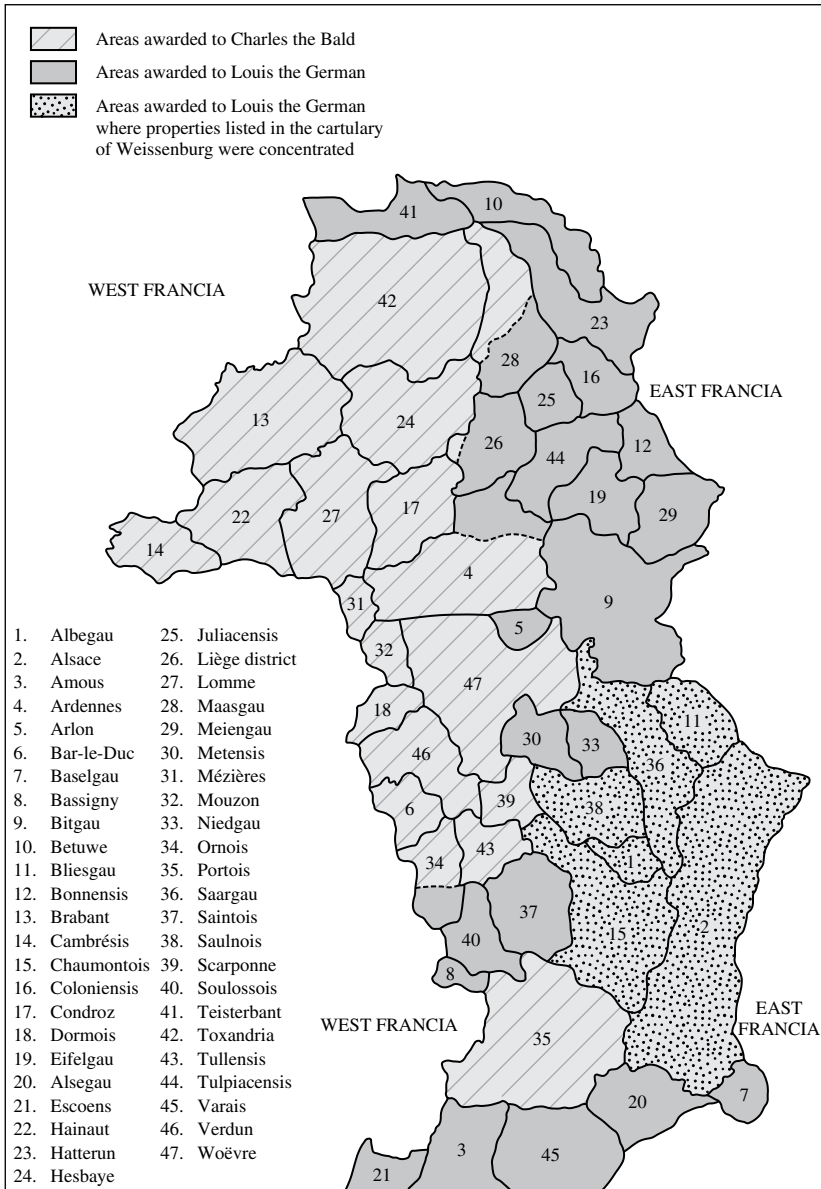 Areas awarded to Charles the Bald
Areas awarded to Louis the German
Areas awarded to Louis the German
where properties listed in the cartulary
of Weissenburg were concentrated
10
41
WEST FRANCIA
42
23
28
16
EAST FRANCIA
25
13
24
26
44
12
17
19
22
27
29
14
4
31
9
5
32
47
18
11
30
33
36
46
39
38
6
43
34
1
37
15
2
40
8
WEST FRANCIA
EAST
FRANCIA
35
20
7
3
45
21
1. Albegau
2. Alsace
3. Amous
4. Ardennes
5. Arlon
6. Bar-le-Duc
7. Baselgau
8. Bassigny
9. Bitgau
10. Betuwe
11. Bliesgau
12. Bonnensis
13. Brabant
14. Cambrésis
15. Chaumontois
16. Coloniensis
17. Condroz
18. Dormois
19. Eifelgau
20. Alsegau
21. Escoens
22. Hainaut
23. Hatterun
24. Hesbaye
25. Juliacensis
26. Liège district
27. Lomme
28. Maasgau
29. Meiengau
30. Metensis
31. Mézières
32. Mouzon
33. Niedgau
34. Ornois
35. Portois
36. Saargau
37. Saintois
38. Saulnois
39. Scarponne
40. Soulossois
41. Teisterbant
42. Toxandria
43. Tullensis
44. Tulpiacensis
45. Varais
46. Verdun
47. Woëvre